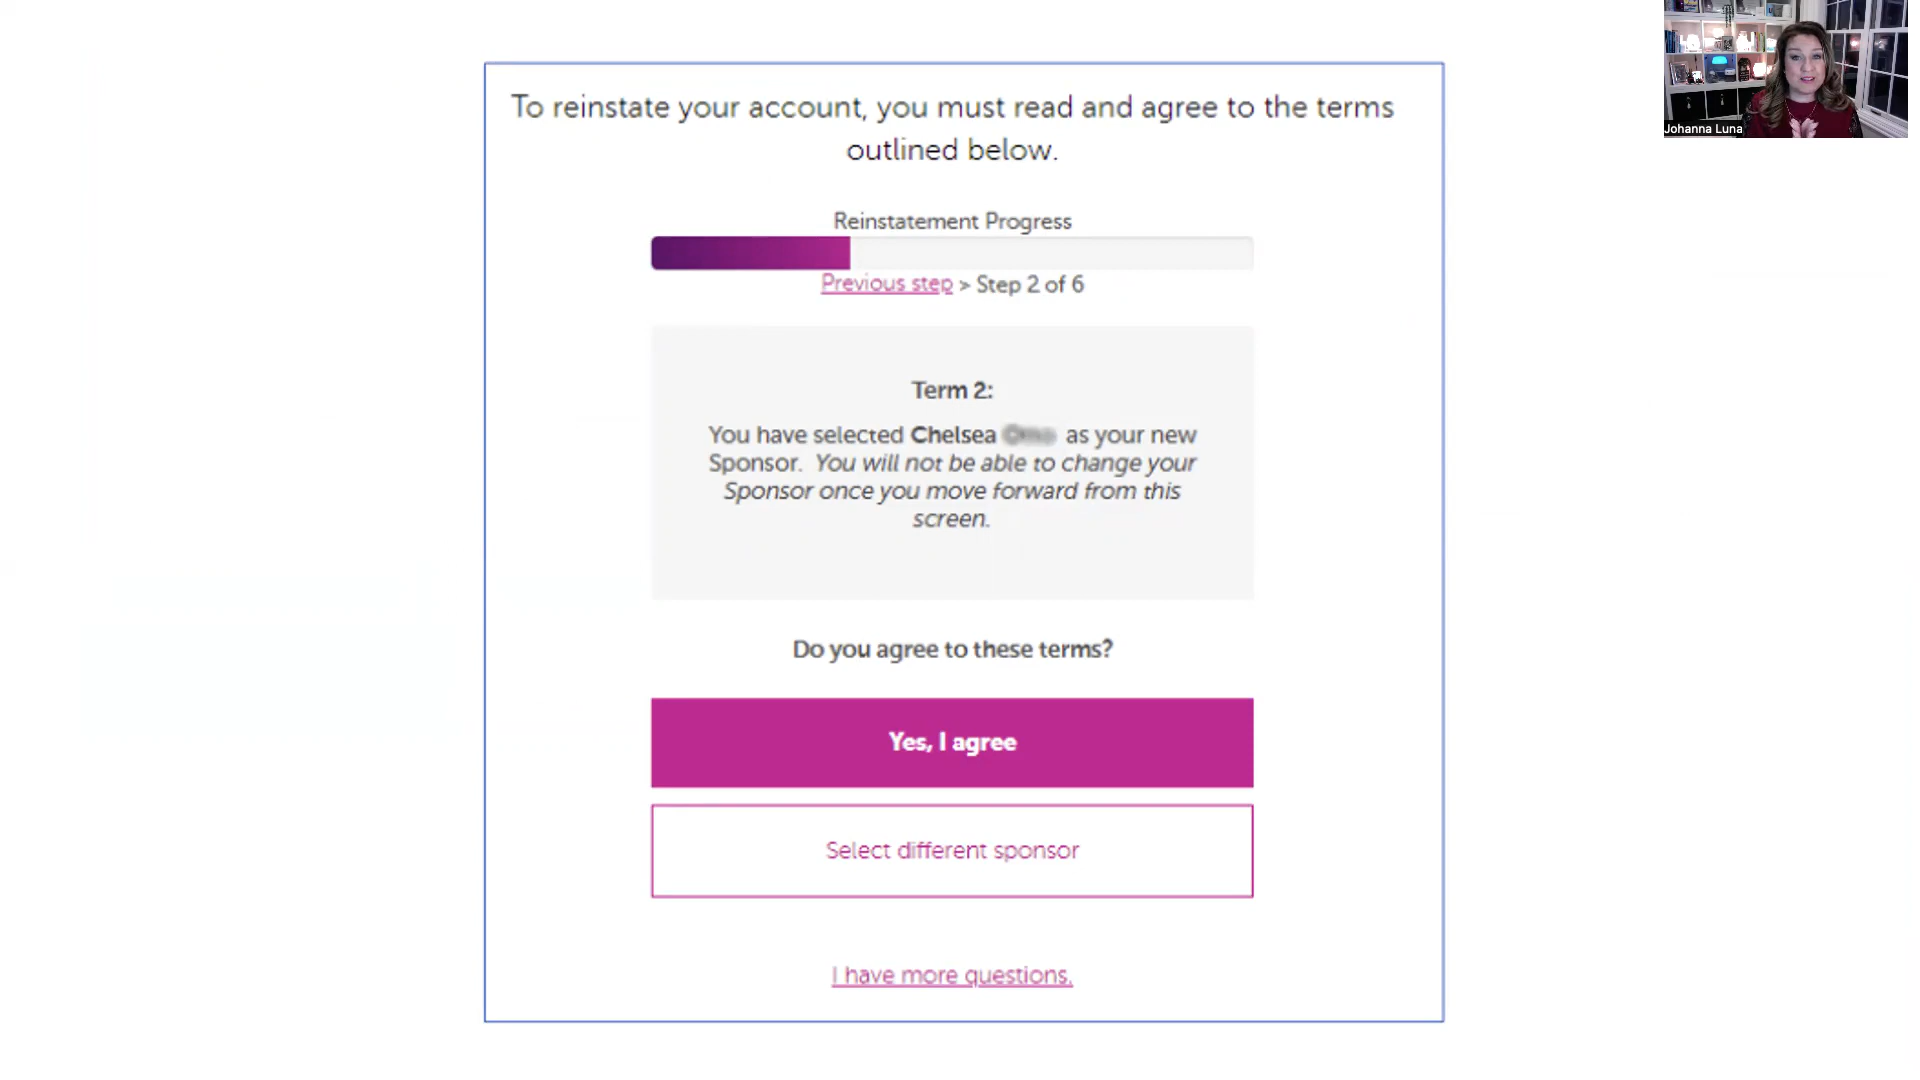 To reinstate your account, you must read and agree to the terms
outlined below.
Johanna Luna
Reinstatement Progress
Previous step > Step 2 of 6
Term 2:
You have selected Chelsea as your new
Sponsor. You will not be able to change your
Sponsor once you move forward from this
screen.
Do you agree to these terms?
Yes, I agree
Select different sponsor
I have more questions.